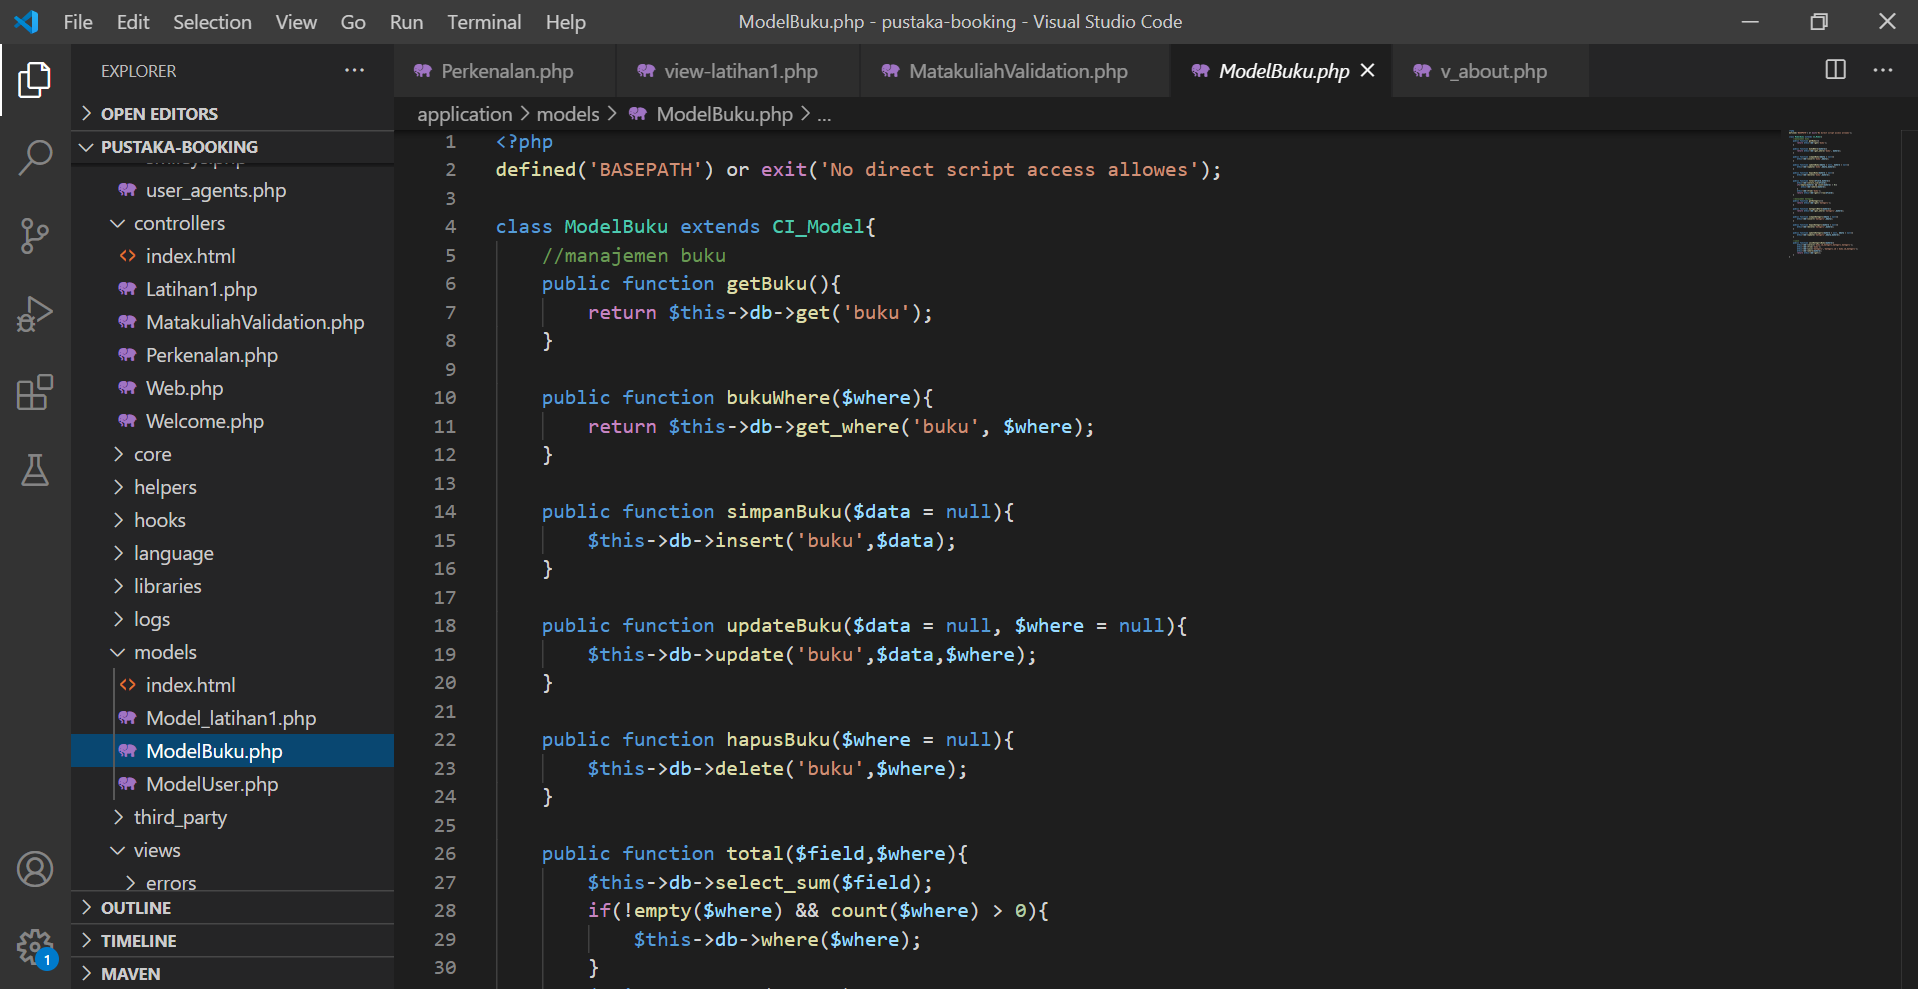 File Edit Selection View Go Run Terminal Help ModelBuku.php - pustaka-booking - Visual Studio Code
EXPLORER
OPEN EDITORS
PUSTAKA-BOOKING
user_agents.php
controllers
index.html
Latihan1.php
MatakuliahValidation.php
Perkenalan.php
Web.php
Welcome.php
core
helpers
hooks
language
libraries
logs
models
index.html
Model_latihan1.php
ModelBuku.php
ModelUser.php
third_party
views
errors
OUTLINE
TIMELINE
MAVEN
1
Perkenalan.php view-latihan1.php MatakuliahValidation.php ModelBuku.php v_about.php
application > models > ModelBuku.php > ...
1 <?php
2 defined('BASEPATH') or exit('No direct script access allowes');
3
4 class ModelBuku extends CI_Model{
5 //manajemen buku
6 public function getBuku(){
7 return $this->db->get('buku');
8 }
9
10 public function bukuWhere($where){
11 return $this->db->get_where('buku', $where);
12 }
13
14 public function simpanBuku($data = null){
15 $this->db->insert('buku',$data);
16 }
17
18 public function updateBuku($data = null, $where = null){
19 $this->db->update('buku',$data,$where);
20 }
21
22 public function hapusBuku($where = null){
23 $this->db->delete('buku',$where);
24 }
25
26 public function total($field,$where){
27 $this->db->select_sum($field);
28 if(!empty($where) && count($where) > 0){
29 $this->db->where($where);
30 }